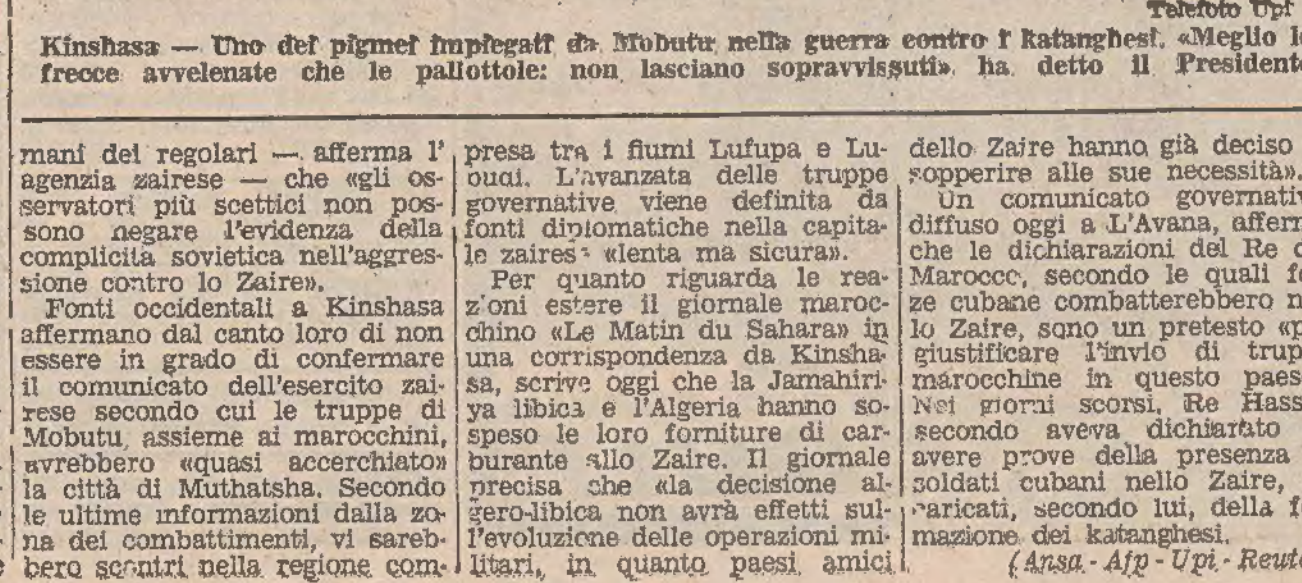 Telefoto Upi
Kinshasa — Uno dei pigmei impiegati da Mobutu nella guerra contro i katanghesi. «Meglio le
frecce avvelenate che le pallottole: non lasciano sopravvissuti» ha detto il Presidente
mani dei regolari — afferma l'
agenzia zairese — che «gli os-
servatori più scettici non pos-
sono negare l'evidenza della
complicità sovietica nell'aggres-
sione contro lo Zaire».
Fonti occidentali a Kinshasa
affermano dal canto loro di non
essere in grado di confermare
il comunicato dell'esercito zai-
rese secondo cui le truppe di
Mobutu, assieme ai marocchini,
avrebbero «quasi accerchiato»
la città di Muthatsha. Secondo
le ultime informazioni dalla zo-
na dei combattimenti, vi sareb-
bero scontri nella regione com-
presa tra i fiumi Lufupa e Lu-
ouai. L'avanzata delle truppe
governative viene definita da
fonti diplomatiche nella capita-
le zairese «lenta ma sicura».
Per quanto riguarda le rea-
zioni estere il giornale maroc-
chino «Le Matin du Sahara» in
una corrispondenza da Kinsha-
sa, scrive oggi che la Jamahiri-
ya libica e l'Algeria hanno so-
speso le loro forniture di car-
burante allo Zaire. Il giornale
precisa che «la decisione al-
gero-libica non avrà effetti sul-
l'evoluzione delle operazioni mi-
litari, in quanto paesi amici
dello Zaire hanno già deciso
sopperire alle sue necessità».
Un comunicato governativ
diffuso oggi a L'Avana, afferm
che le dichiarazioni del Re d
Marocco, secondo le quali fo
ze cubane combatterebbero n
lo Zaire, sono un pretesto «p
giustificare l'invio di trup
marocchine in questo paes
Nei giorni scorsi, Re Hass
secondo aveva dichiarato
avere prove della presenza
soldati cubani nello Zaire,
caricati, secondo lui, della f
mazione dei katanghesi.
(Ansa - Afp - Upi - Reute